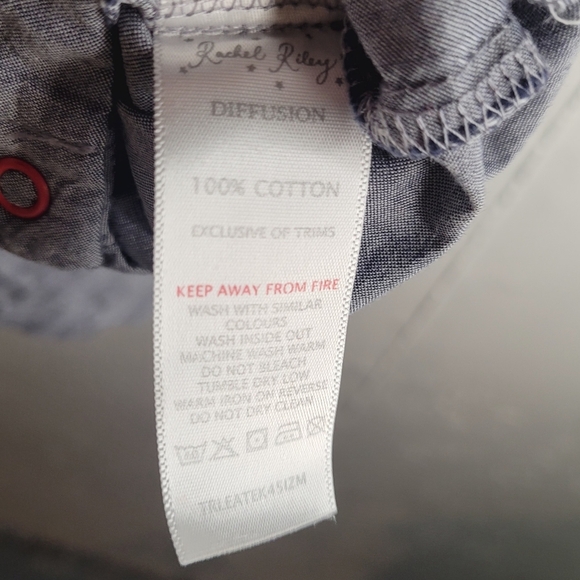 Rachel Riley
DIFFUSION
100% COTTON
EXCLUSIVE OF TRIMS
KEEP AWAY FROM FIRE
WASH WITH SIMILAR
COLOURS
WASH INSIDE OUT
MACHINE WASH WARM
DO NOT BLEACH
TUMBLE DRY LOW
WARM IRON ON REVERSE
DO NOT DRY CLEAN
40
TRLEATEK45IZM